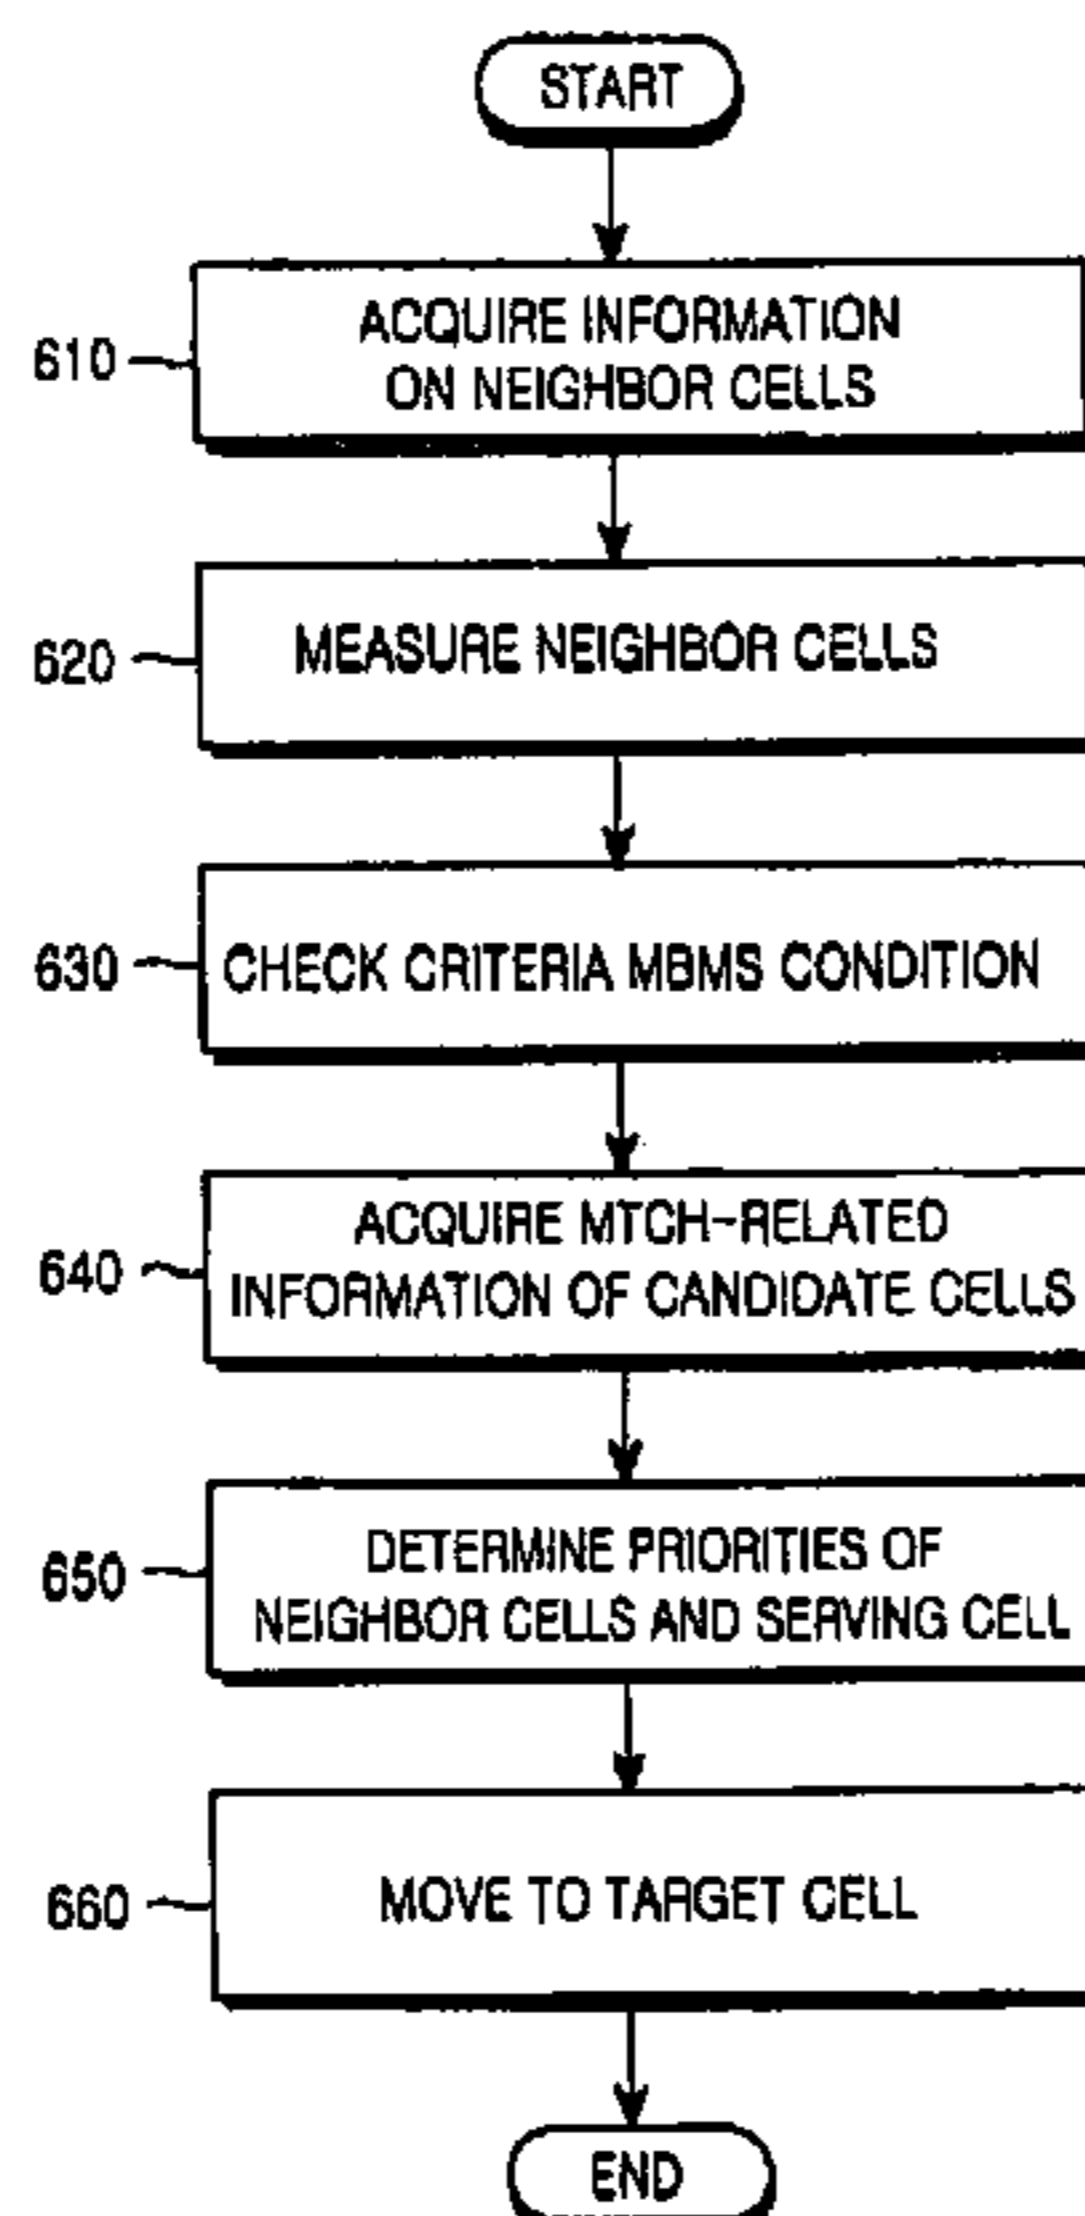 START
610
ACQUIRE INFORMATION
ON NEIGHBOR CELLS
620
MEASURE NEIGHBOR CELLS
630
CHECK CRITERIA MBMS CONDITION
640
ACQUIRE MTCH-RELATED
INFORMATION OF CANDIDATE CELLS
650
DETERMINE PRIORITIES OF
NEIGHBOR CELLS AND SERVING CELL
660
MOVE TO TARGET CELL
END